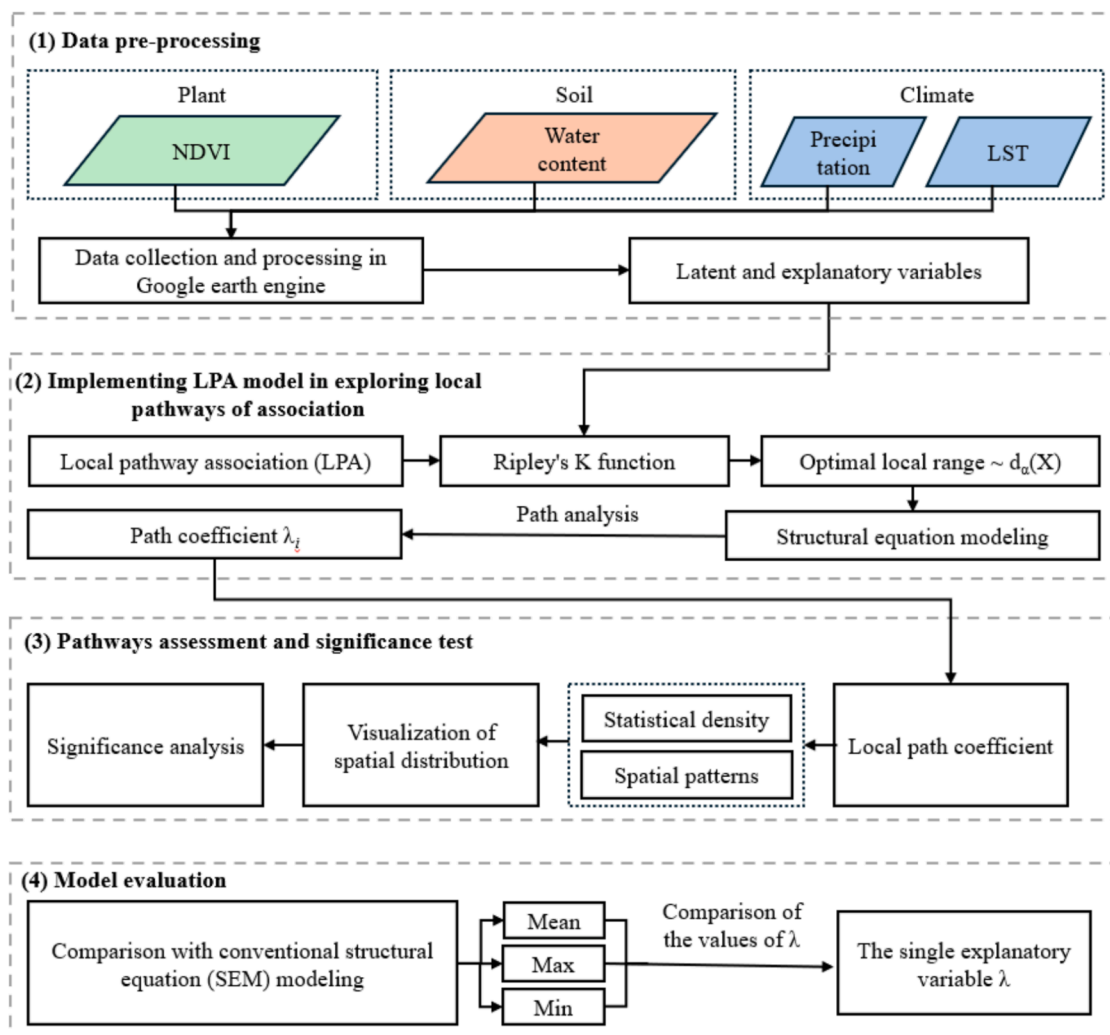 (1) Data pre-processing
Plant
Soil
Climate
NDVI
Water
content
Precipi
tation
LST
Data collection and processing in
Google earth engine
Latent and explanatory variables
(2) Implementing LPA model in exploring local
pathways of association
Local pathway association (LPA)
Ripley's K function
Optimal local range ~ dα(X)
Path analysis
Path coefficient λi
Structural equation modeling
(3) Pathways assessment and significance test
Significance analysis
Visualization of
spatial distribution
Statistical density
Spatial patterns
Local path coefficient
(4) Model evaluation
Comparison with conventional structural
equation (SEM) modeling
Mean
Max
Min
Comparison of
the values of λ
The single explanatory
variable λ